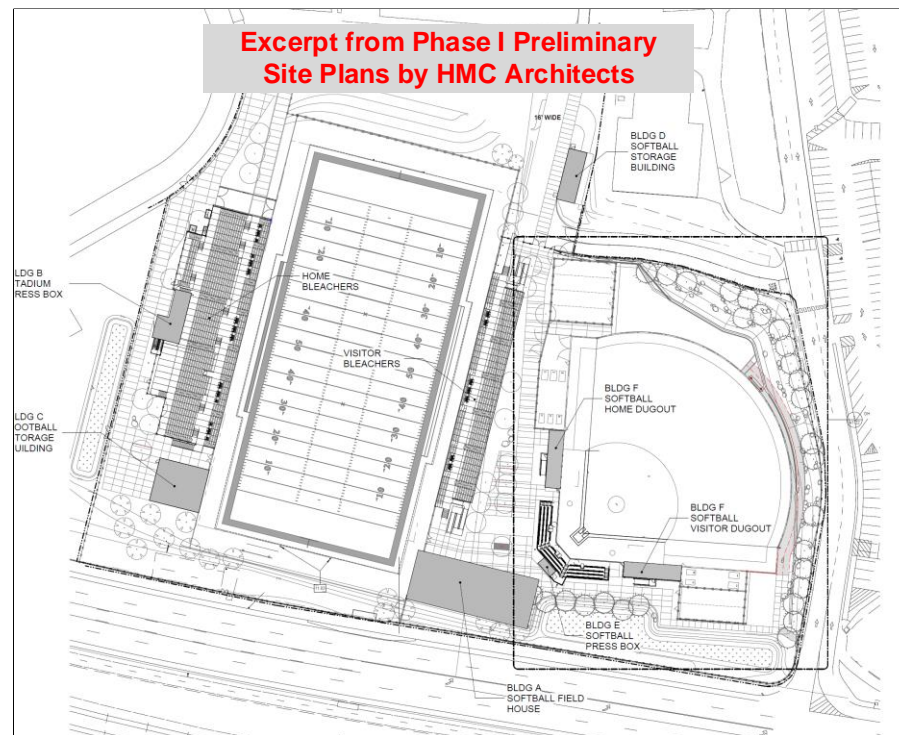 Excerpt from Phase I Preliminary
Site Plans by HMC Architects
16' WIDE
BLDG D
SOFTBALL
STORAGE
BUILDING
LDG B
TADIUM
RESS BOX
HOME
BLEACHERS
VISITOR
BLEACHERS
BLDG F
SOFTBALL
HOME DUGOUT
LDG C
OOTBALL
TORAGE
UILDING
BLDG F
SOFTBALL
VISITOR DUGOUT
BLDG E
SOFTBALL
PRESS BOX
BLDG A
SOFTBALL FIELD
HOUSE